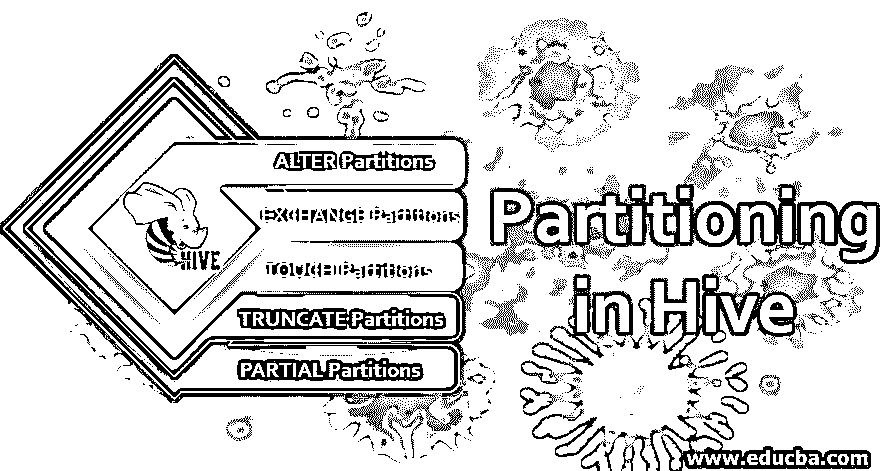 ALTER Partitions
EXCHANGE Partitions
TOUCH Partitions
TRUNCATE Partitions
PARTIAL Partitions
HIVE
Partitioning
in Hive
www.educba.com